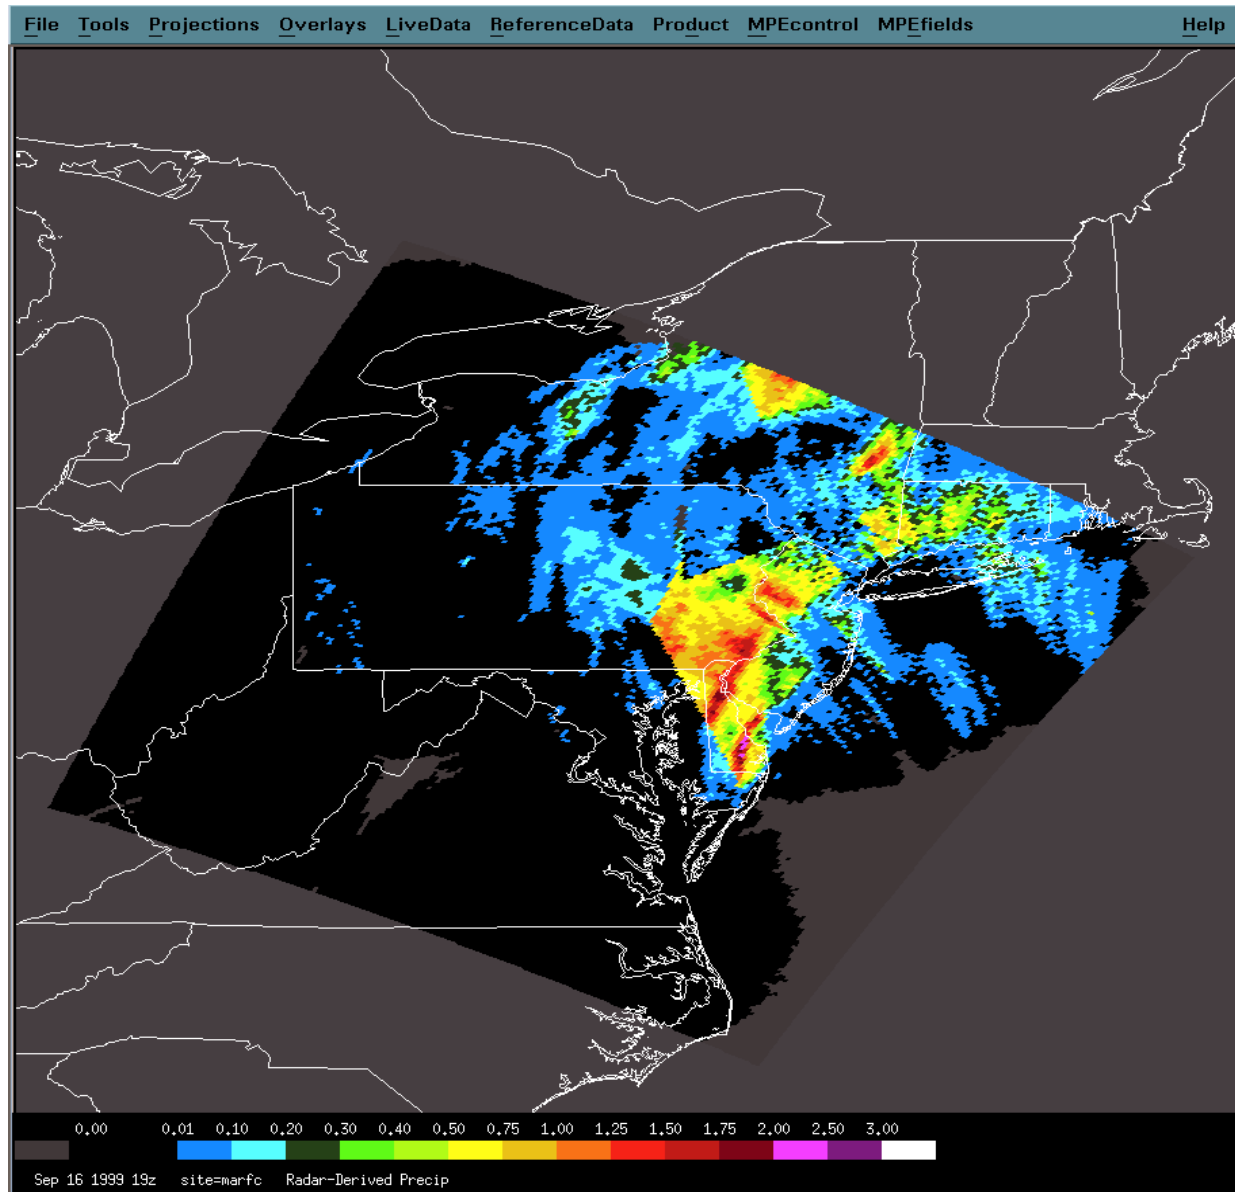 File Tools Projections Overlays LiveData ReferenceData Product MPEcontrol MPEfields Help
0.00 0.01 0.10 0.20 0.30 0.40 0.50 0.75 1.00 1.25 1.50 1.75 2.00 2.50 3.00
Sep 16 1999 19z site=marfc Radar-Derived Precip